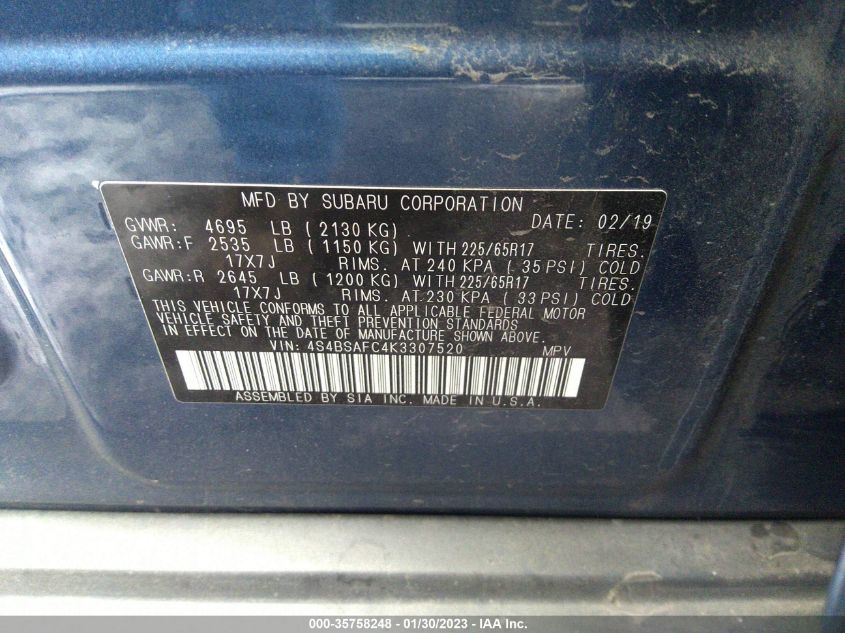 MFD BY SUBARU CORPORATION DATE: 02/19
GVWR: 4695 LB (2130 KG)
GAWR:F 2535 LB (1150 KG) WITH 225/65R17 TIRES.
17X7J RIMS. AT 240 KPA ( 35 PSI) COLD
GAWR:R 2645 LB (1200 KG) WITH 225/65R17 TIRES.
17X7J RIMS. AT 230 KPA ( 33 PSI) COLD
THIS VEHICLE CONFORMS TO ALL APPLICABLE FEDERAL MOTOR
VEHICLE SAFETY AND THEFT PREVENTION STANDARDS
IN EFFECT ON THE DATE OF MANUFACTURE SHOWN ABOVE.
VIN: 4S4BSAFC4K3307520 MPV
ASSEMBLED BY SIA INC. MADE IN U.S.A.
000-35758248 - 01/30/2023 - IAA Inc.